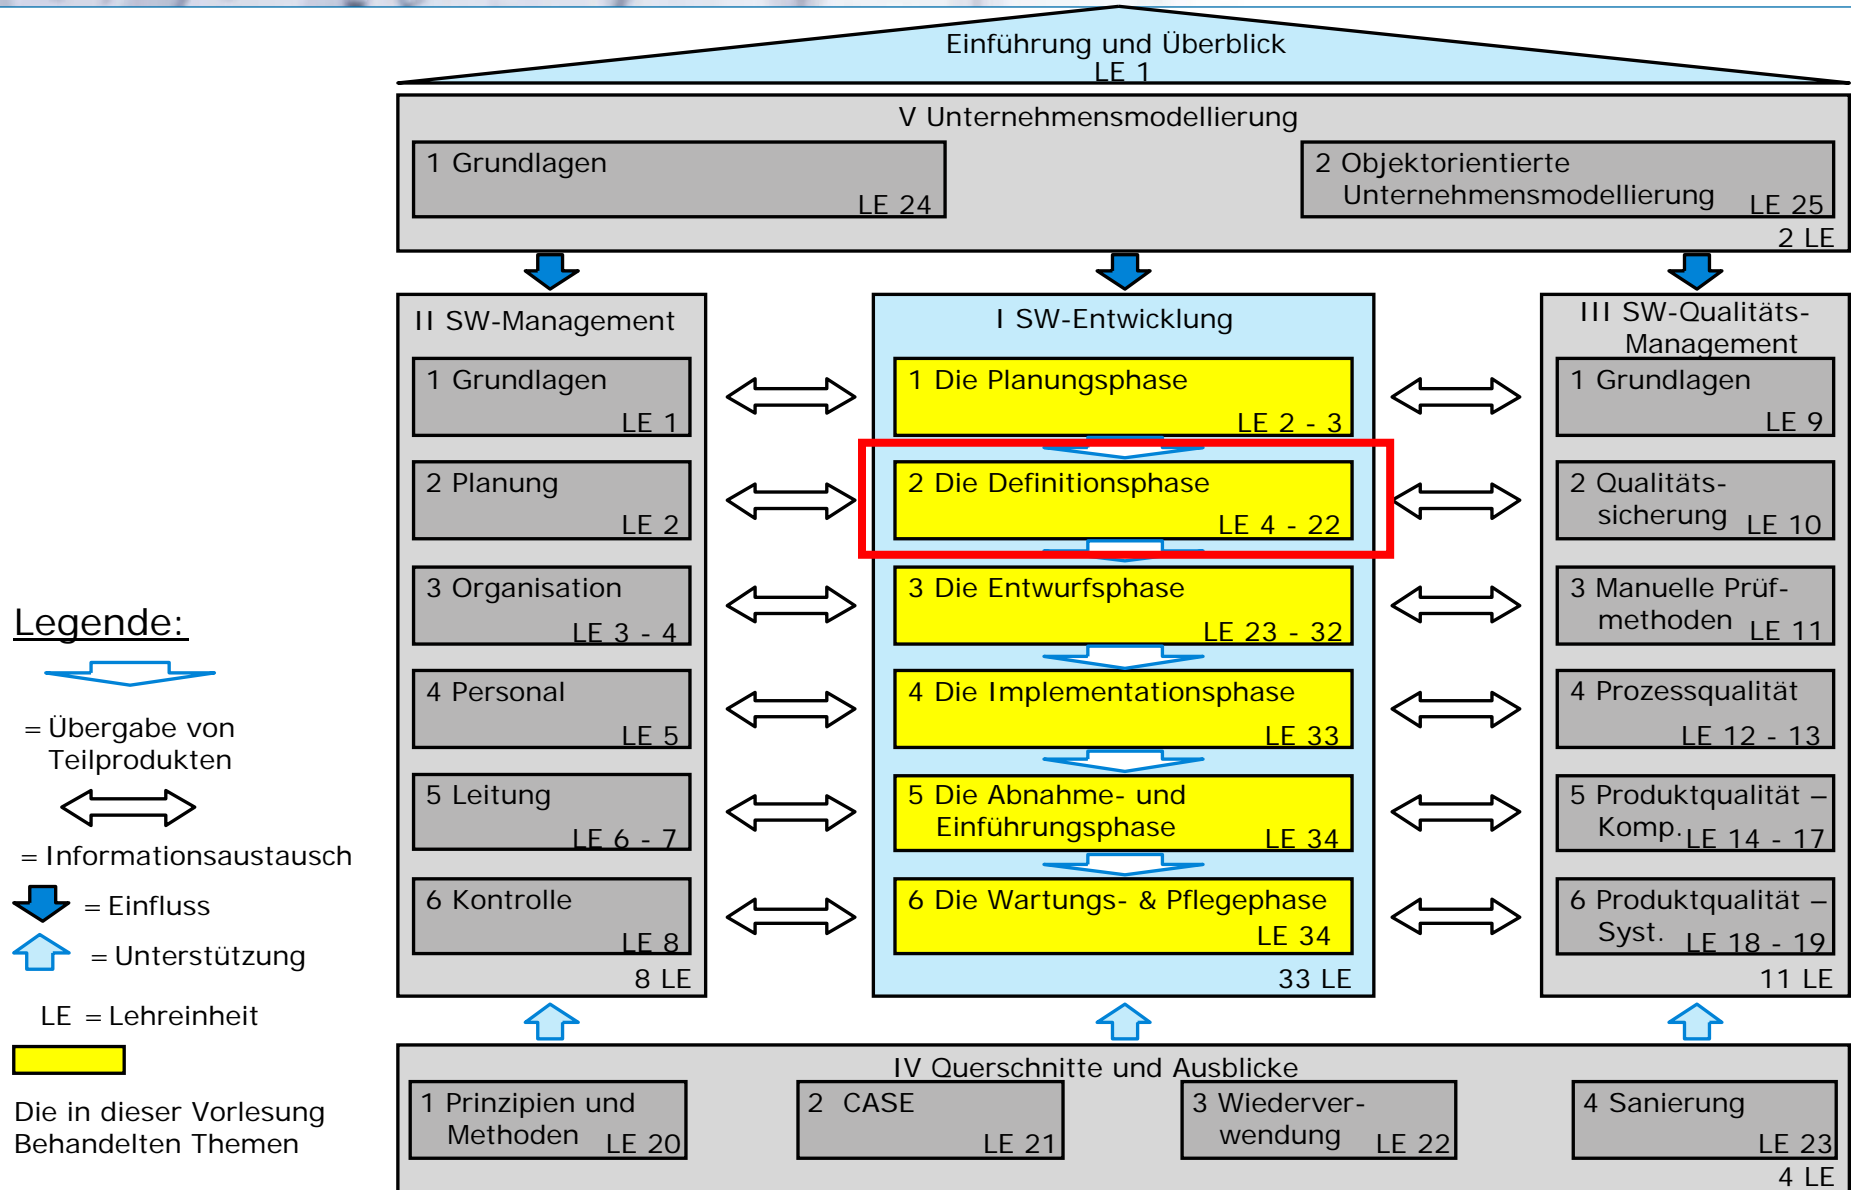 Einführung und Überblick
LE 1
V Unternehmensmodellierung
1 Grundlagen
LE 24
2 Objektorientierte
Unternehmensmodellierung
LE 25
2 LE
II SW-Management
1 Grundlagen
LE 1
2 Planung
LE 2
3 Organisation
LE 3 - 4
4 Personal
LE 5
5 Leitung
LE 6 - 7
6 Kontrolle
LE 8
8 LE
I SW-Entwicklung
1 Die Planungsphase
LE 2 - 3
2 Die Definitionsphase
LE 4 - 22
3 Die Entwurfsphase
LE 23 - 32
4 Die Implementationsphase
LE 33
5 Die Abnahme- und
Einführungsphase
LE 34
6 Die Wartungs- & Pflegephase
LE 34
33 LE
III SW-Qualitäts-
Management
1 Grundlagen
LE 9
2 Qualitäts-
sicherung LE 10
3 Manuelle Prüf-
methoden LE 11
4 Prozessqualität
LE 12 - 13
5 Produktqualität –
Komp. LE 14 - 17
6 Produktqualität –
Syst. LE 18 - 19
11 LE
IV Querschnitte und Ausblicke
1 Prinzipien und
Methoden LE 20
2 CASE
LE 21
3 Wiederver-
wendung LE 22
4 Sanierung
LE 23
4 LE
Legende:
= Übergabe von
Teilprodukten
= Informationsaustausch
= Einfluss
= Unterstützung
LE = Lehreinheit
Die in dieser Vorlesung
Behandelten Themen